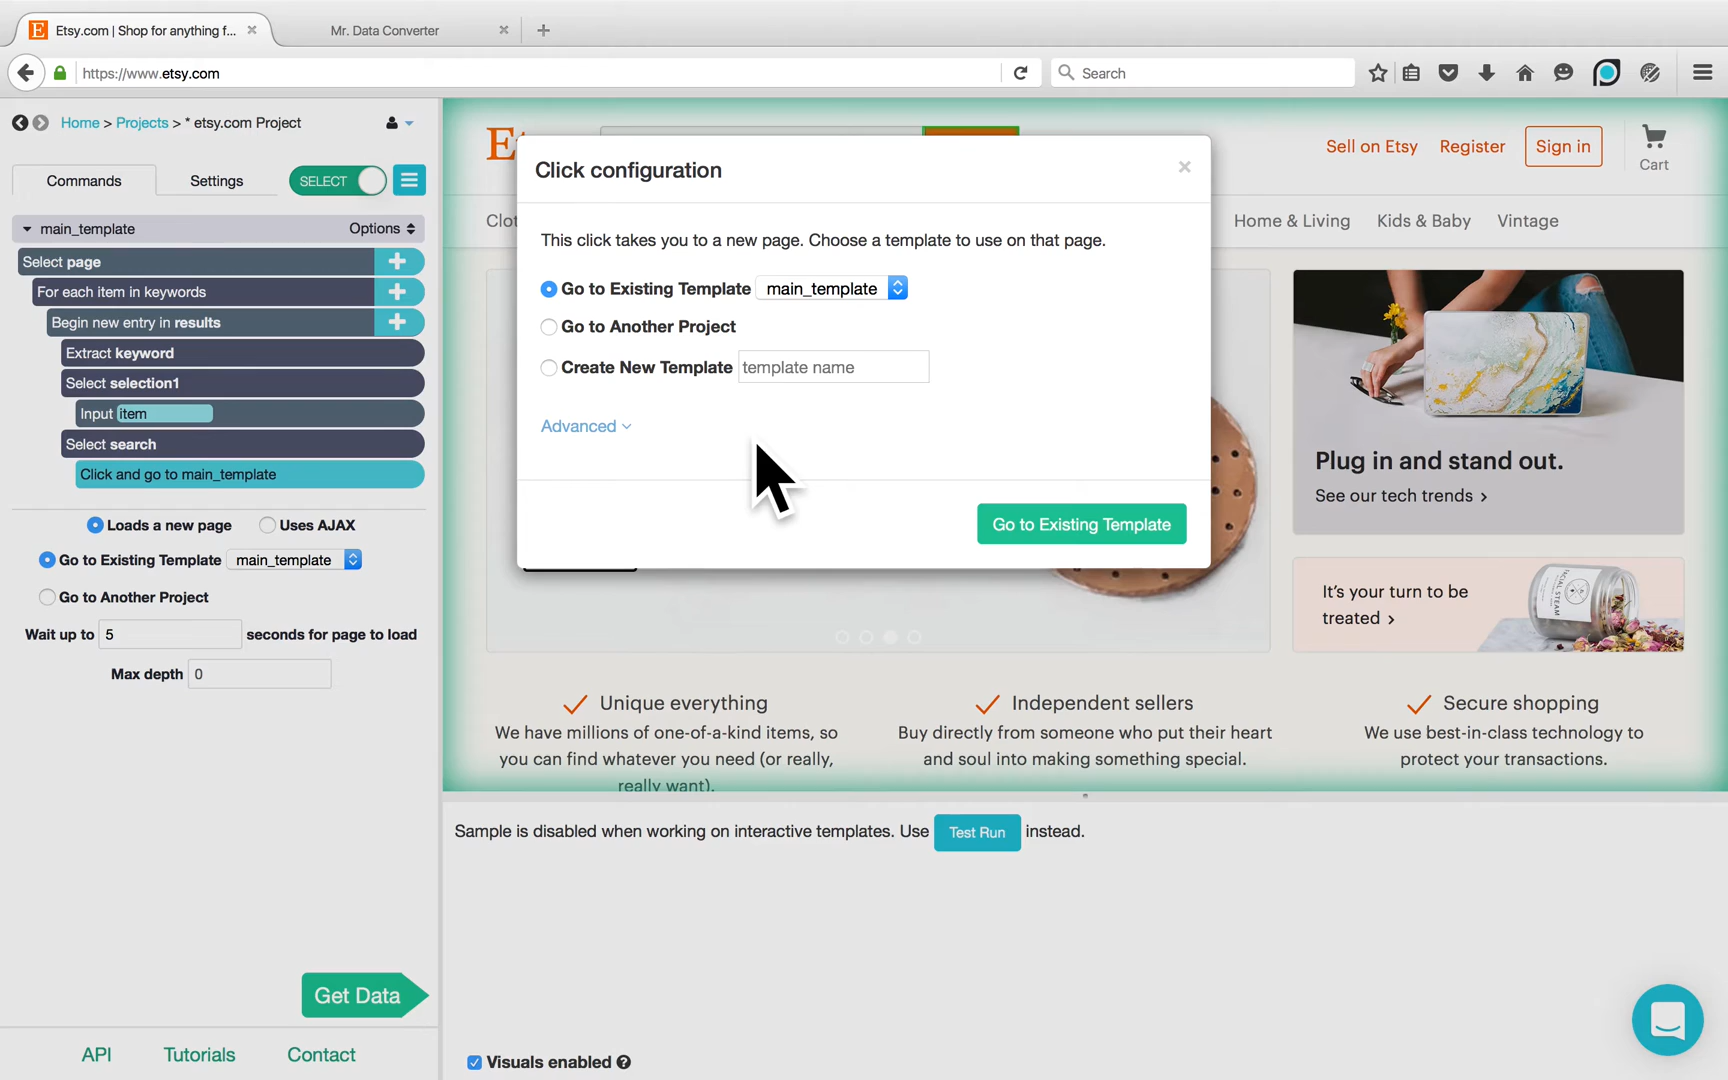 Etsy.com | Shop for anything f...
Mr. Data Converter
https://www.etsy.com
Search
Home > Projects > * etsy.com Project
Commands
Settings
SELECT
main_template
Options
Select page
For each item in keywords
Begin new entry in results
Extract keyword
Select selection1
Input item
Select search
Click and go to main_template
Loads a new page
Uses AJAX
Go to Existing Template
main_template
Go to Another Project
Wait up to
5
seconds for page to load
Max depth
0
Get Data
API
Tutorials
Contact
Sell on Etsy
Register
Sign in
Cart
Home & Living
Kids & Baby
Vintage
Click configuration
This click takes you to a new page. Choose a template to use on that page.
Go to Existing Template
main_template
Go to Another Project
Create New Template
template name
Advanced
Go to Existing Template
Plug in and stand out.
See our tech trends
It's your turn to be
treated
FACIAL
STEAM
Unique everything
We have millions of one-of-a-kind items, so
you can find whatever you need (or really,
really want).
Independent sellers
Buy directly from someone who put their heart
and soul into making something special.
Secure shopping
We use best-in-class technology to
protect your transactions.
Sample is disabled when working on interactive templates. Use
Test Run
instead.
Visuals enabled